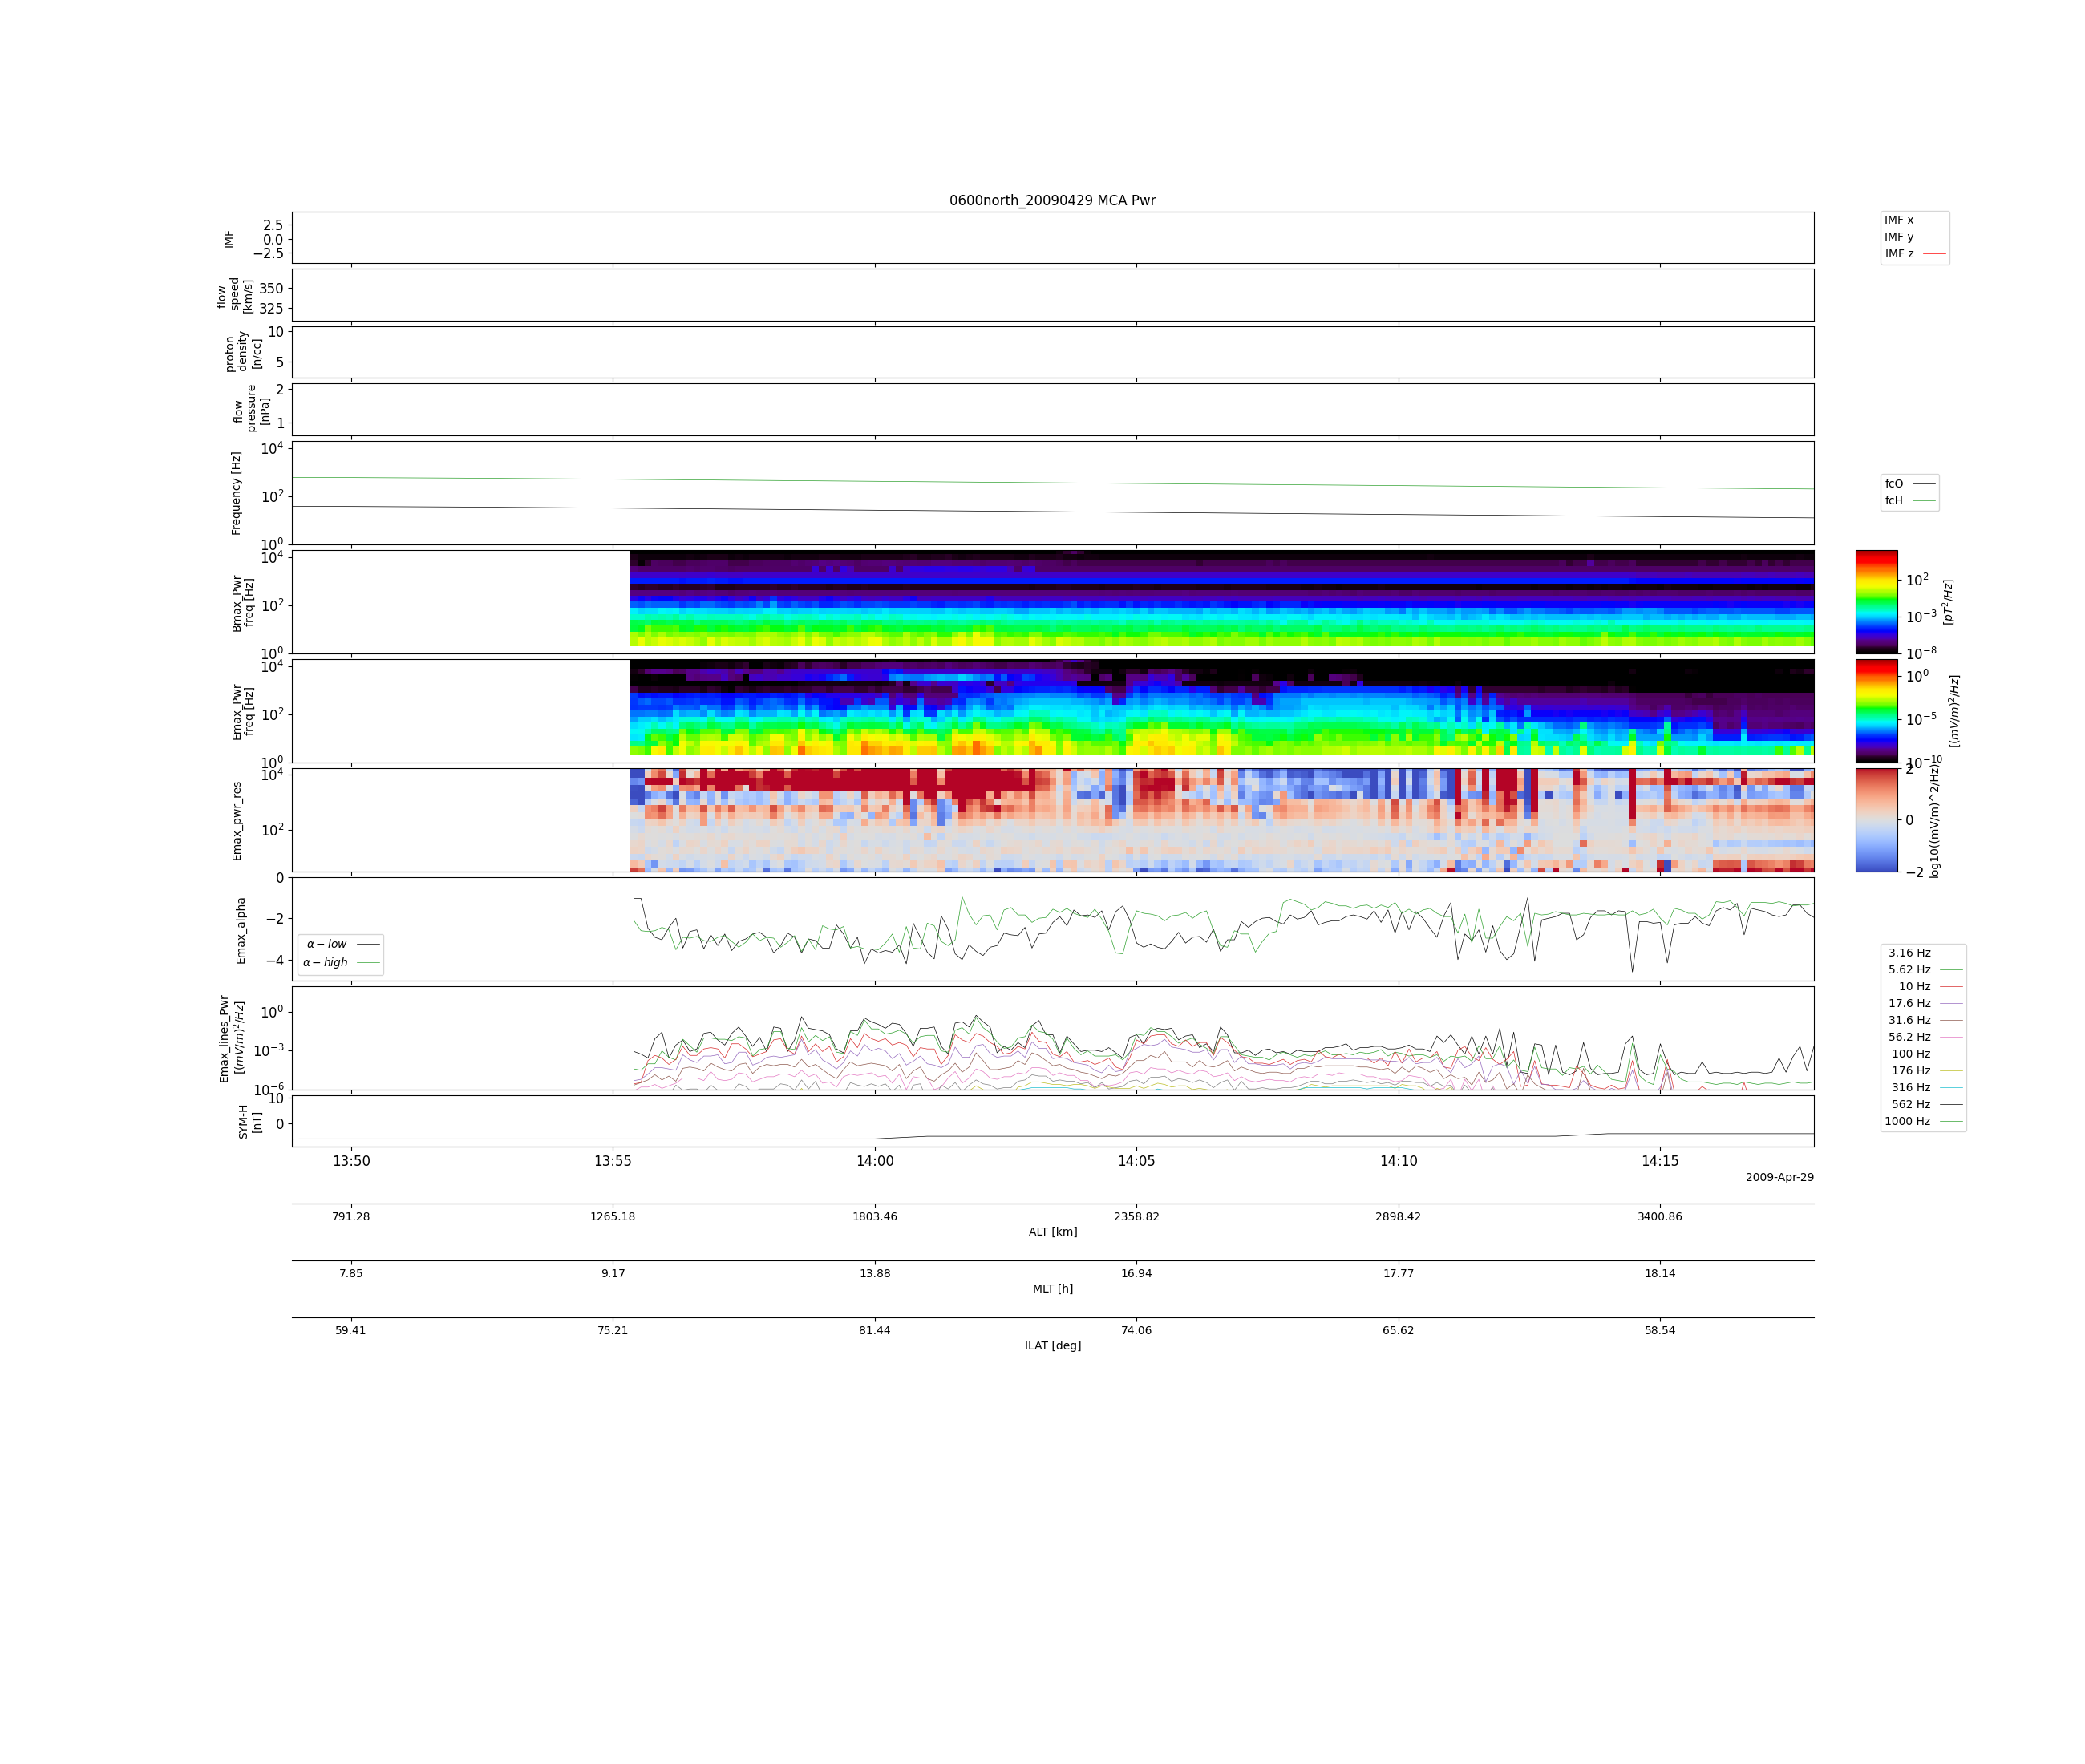 0600north_20090429 MCA Pwr
IMF
2.5
0.0
−2.5
IMF x
IMF y
IMF z
flow
speed
[km/s]
350
325
proton
density
[n/cc]
10
5
flow
pressure
[nPa]
2
1
Frequency [Hz]
10^4
10^2
10^0
fcO
fcH
Bmax_Pwr
freq [Hz]
10^4
10^2
10^0
10^2
10^-3
10^-8
[pT^2/Hz]
Emax_Pwr
freq [Hz]
10^4
10^2
10^0
10^0
10^-5
10^-10
[(mV/m)^2/Hz]
Emax_pwr_res
10^4
10^2
2
0
−2
log10((mV/m)^2/Hz)
Emax_alpha
0
−2
−4
α − low
α − high
Emax_lines_Pwr
[(mV/m)^2/Hz]
10^0
10^-3
10^-6
3.16 Hz
5.62 Hz
10 Hz
17.6 Hz
31.6 Hz
56.2 Hz
100 Hz
176 Hz
316 Hz
562 Hz
1000 Hz
SYM-H
[nT]
10
0
13:50 13:55 14:00 14:05 14:10 14:15
2009-Apr-29
791.28 1265.18 1803.46 2358.82 2898.42 3400.86
ALT [km]
7.85 9.17 13.88 16.94 17.77 18.14
MLT [h]
59.41 75.21 81.44 74.06 65.62 58.54
ILAT [deg]